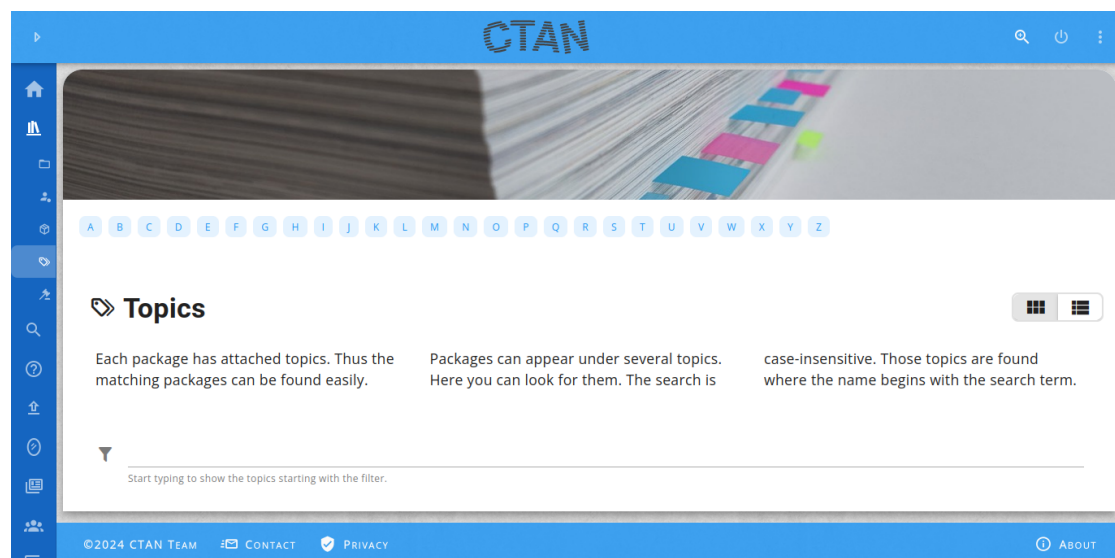 CTAN
A B C D E F G H I J K L M N O P Q R S T U V W X Y Z
Topics
Each package has attached topics. Thus the
matching packages can be found easily.
Packages can appear under several topics.
Here you can look for them. The search is
case-insensitive. Those topics are found
where the name begins with the search term.
Start typing to show the topics starting with the filter.
©2024 CTAN Team Contact Privacy About